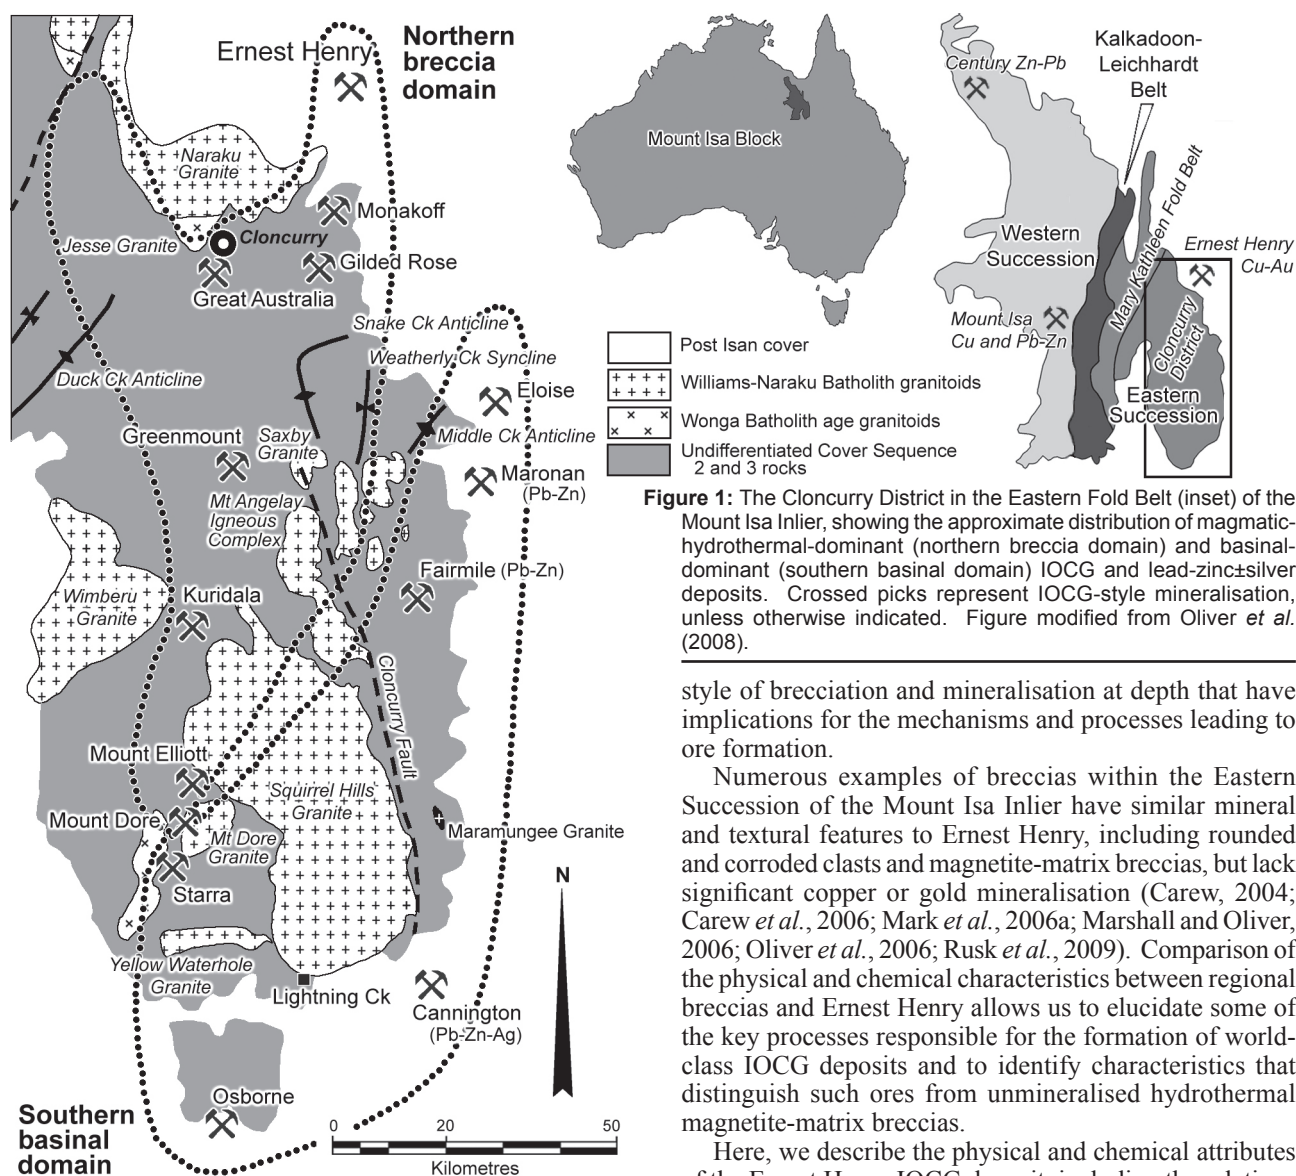 Ernest Henry
Northern
breccia
domain
Naraku
Granite
Monakoff
Jesse Granite
Cloncurry
Gilded Rose
Great Australia
Snake Ck Anticline
Weatherly Ck Syncline
Duck Ck Anticline
Eloise
Greenmount
Saxby
Granite
Middle Ck Anticline
Maronan
(Pb-Zn)
Mt Angelay
Igneous
Complex
Fairmile (Pb-Zn)
Wimberu
Granite
Kuridala
Cloncurry Fault
Mount Elliott
Squirrel Hills
Granite
Mount Dore
Mt Dore
Granite
Maramungee Granite
Starra
N
Yellow Waterhole
Granite
Lightning Ck
Cannington
(Pb-Zn-Ag)
Osborne
Southern
basinal
domain
0 20 50
Kilometres
Mount Isa Block
Century Zn-Pb
Kalkadoon-
Leichhardt
Belt
Mary Kathleen Fold Belt
Western
Succession
Ernest Henry
Cu-Au
Mount Isa
Cu and Pb-Zn
Cloncurry
District
Eastern
Succession
Post Isan cover
Williams-Naraku Batholith granitoids
Wonga Batholith age granitoids
Undifferentiated Cover Sequence
2 and 3 rocks
Figure 1: The Cloncurry District in the Eastern Fold Belt (inset) of the
Mount Isa Inlier, showing the approximate distribution of magmatic-
hydrothermal-dominant (northern breccia domain) and basinal-
dominant (southern basinal domain) IOCG and lead-zinc±silver
deposits. Crossed picks represent IOCG-style mineralisation,
unless otherwise indicated. Figure modified from Oliver et al.
(2008).
style of brecciation and mineralisation at depth that have
implications for the mechanisms and processes leading to
ore formation.
Numerous examples of breccias within the Eastern
Succession of the Mount Isa Inlier have similar mineral
and textural features to Ernest Henry, including rounded
and corroded clasts and magnetite-matrix breccias, but lack
significant copper or gold mineralisation (Carew, 2004;
Carew et al., 2006; Mark et al., 2006a; Marshall and Oliver,
2006; Oliver et al., 2006; Rusk et al., 2009). Comparison of
the physical and chemical characteristics between regional
breccias and Ernest Henry allows us to elucidate some of
the key processes responsible for the formation of world-
class IOCG deposits and to identify characteristics that
distinguish such ores from unmineralised hydrothermal
magnetite-matrix breccias.
Here, we describe the physical and chemical attributes